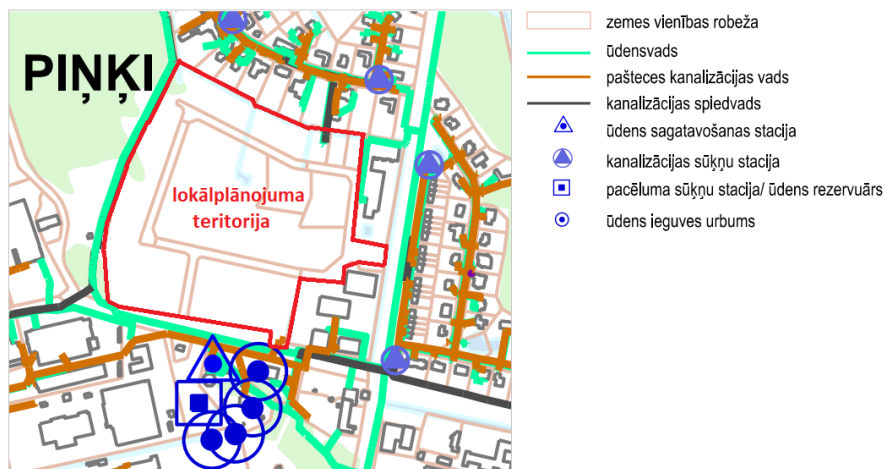 PIŅĶI
lokālplānojuma
teritorija
zemes vienības robeža
ūdensvads
pašteces kanalizācijas vads
kanalizācijas spiedvads
ūdens sagatavošanas stacija
kanalizācijas sūkņu stacija
pacēluma sūkņu stacija/ ūdens rezervuārs
ūdens ieguves urbums